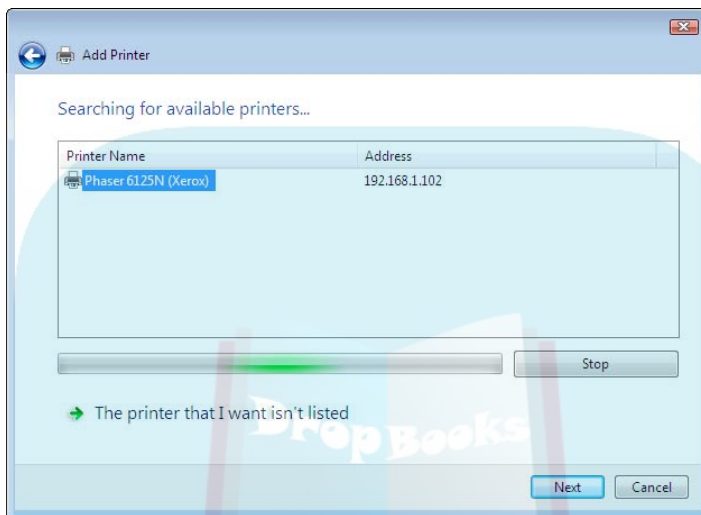 Add Printer
Searching for available printers...
Printer Name Address
Phaser 6125N (Xerox) 192.168.1.102
Stop
The printer that I want isn't listed
DropBooks
Next Cancel